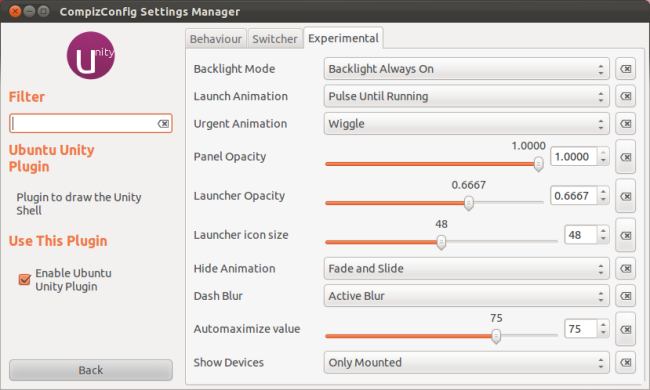 CompizConfig Settings Manager
Unity
Filter
Ubuntu Unity
Plugin
Plugin to draw the Unity
Shell
Use This Plugin
Enable Ubuntu
Unity Plugin
Back
Behaviour Switcher Experimental
Backlight Mode Backlight Always On
Launch Animation Pulse Until Running
Urgent Animation Wiggle
1.0000
Panel Opacity 1.0000
0.6667
Launcher Opacity 0.6667
48
Launcher icon size 48
Hide Animation Fade and Slide
Dash Blur Active Blur
75
Automaximize value 75
Show Devices Only Mounted